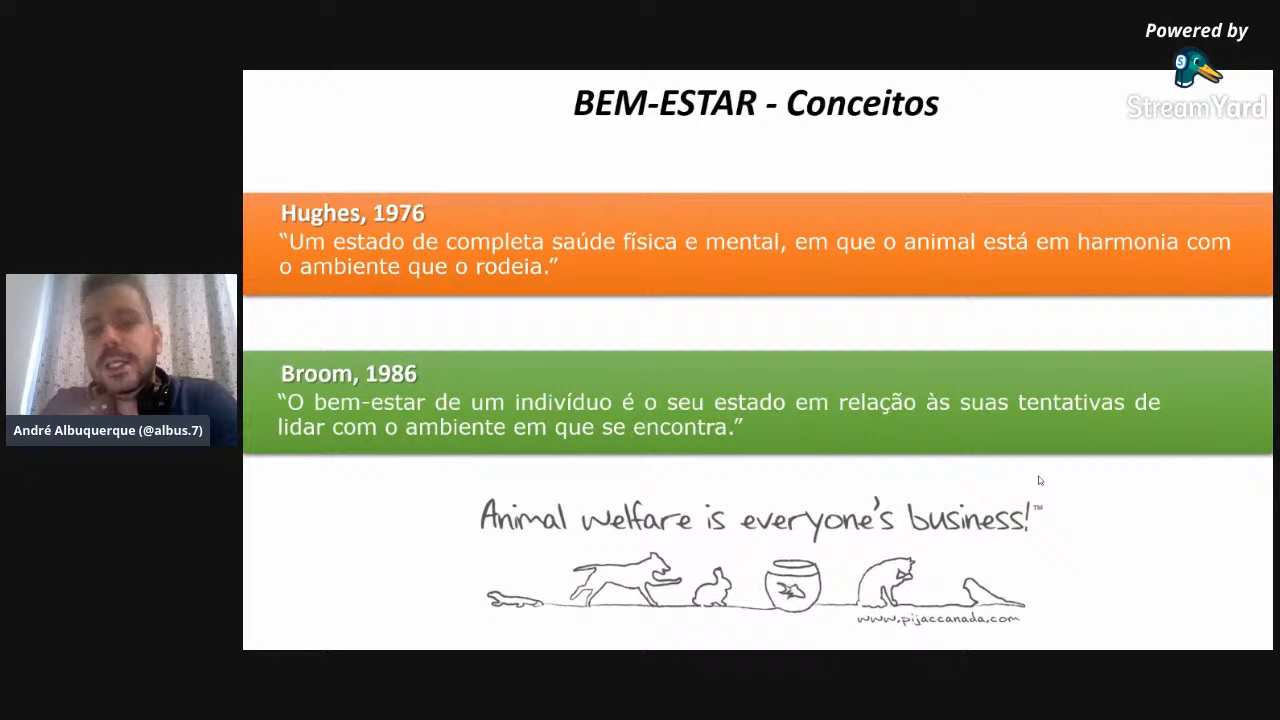 Powered by
StreamYard
BEM-ESTAR - Conceitos
Hughes, 1976
“Um estado de completa saúde física e mental, em que o animal está em harmonia com
o ambiente que o rodeia.”
Broom, 1986
“O bem-estar de um indivíduo é o seu estado em relação às suas tentativas de
lidar com o ambiente em que se encontra.”
André Albuquerque (@albus.7)
Animal welfare is everyone's business!™
www.pijaccanada.com